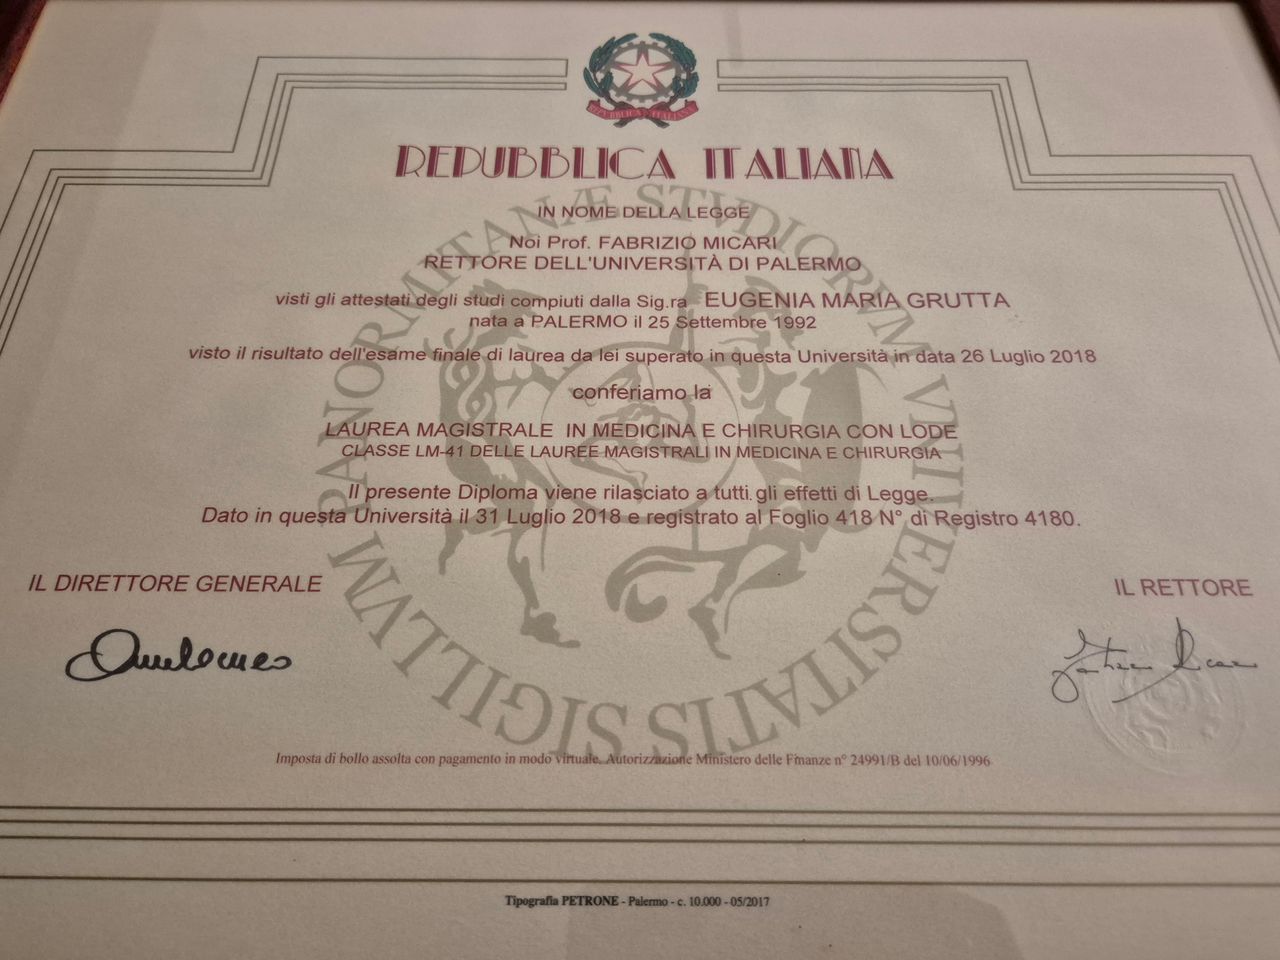 REPUBBLICA ITALIANA
REPUBBLICA ITALIANA
IN NOME DELLA LEGGE
Noi Prof. FABRIZIO MICARI
RETTORE DELL'UNIVERSITÀ DI PALERMO
visti gli attestati degli studi compiuti dalla Sig.ra EUGENIA MARIA GRUTTA
nata a PALERMO il 25 Settembre 1992
visto il risultato dell'esame finale di laurea da lei superato in questa Università in data 26 Luglio 2018
conferiamo la
LAUREA MAGISTRALE IN MEDICINA E CHIRURGIA CON LODE
CLASSE LM-41 DELLE LAUREE MAGISTRALI IN MEDICINA E CHIRURGIA
Il presente Diploma viene rilasciato a tutti gli effetti di Legge.
Dato in questa Università il 31 Luglio 2018 e registrato al Foglio 418 N° di Registro 4180.
SIGILLVM PANORMITANÆ STVDIORVM VNIVERSITATIS
IL DIRETTORE GENERALE
IL RETTORE
Imposta di bollo assolta con pagamento in modo virtuale. Autorizzazione Ministero delle Finanze n° 24991/B del 10/06/1996
Tipografia PETRONE - Palermo - c. 10.000 - 05/2017